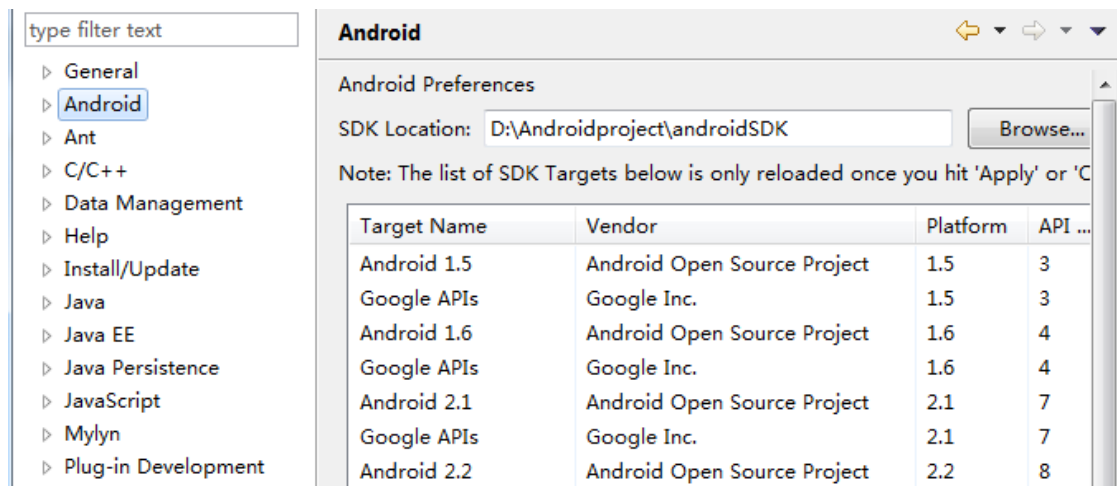 type filter text
General
Android
Ant
C/C++
Data Management
Help
Install/Update
Java
Java EE
Java Persistence
JavaScript
Mylyn
Plug-in Development
Android
Android Preferences
SDK Location: D:\Androidproject\androidSDK Browse...
Note: The list of SDK Targets below is only reloaded once you hit 'Apply' or 'C
Target Name Vendor Platform API ...
Android 1.5 Android Open Source Project 1.5 3
Google APIs Google Inc. 1.5 3
Android 1.6 Android Open Source Project 1.6 4
Google APIs Google Inc. 1.6 4
Android 2.1 Android Open Source Project 2.1 7
Google APIs Google Inc. 2.1 7
Android 2.2 Android Open Source Project 2.2 8